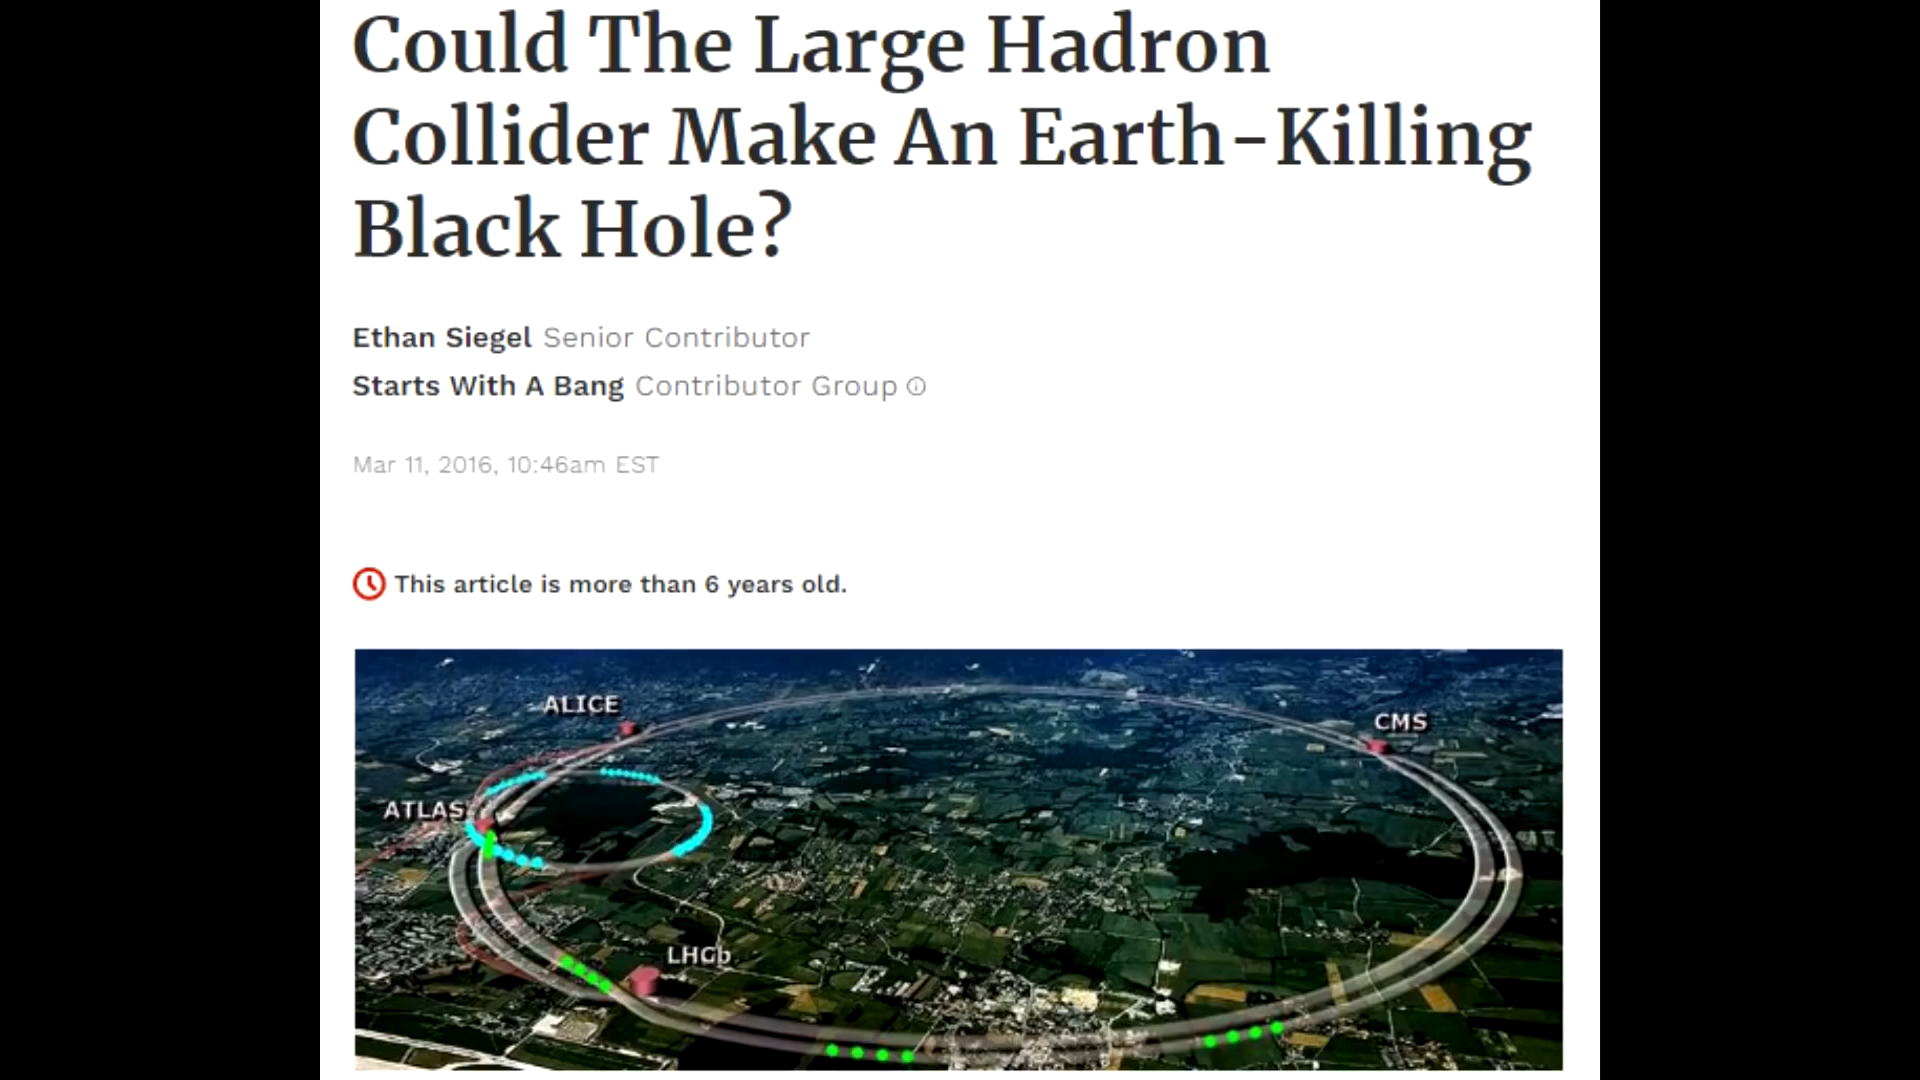 Could The Large Hadron
Collider Make An Earth-Killing
Black Hole?
Ethan Siegel Senior Contributor
Starts With A Bang Contributor Group
Mar 11, 2016, 10:46am EST
This article is more than 6 years old.
ALICE
CMS
ATLAS
LHCb